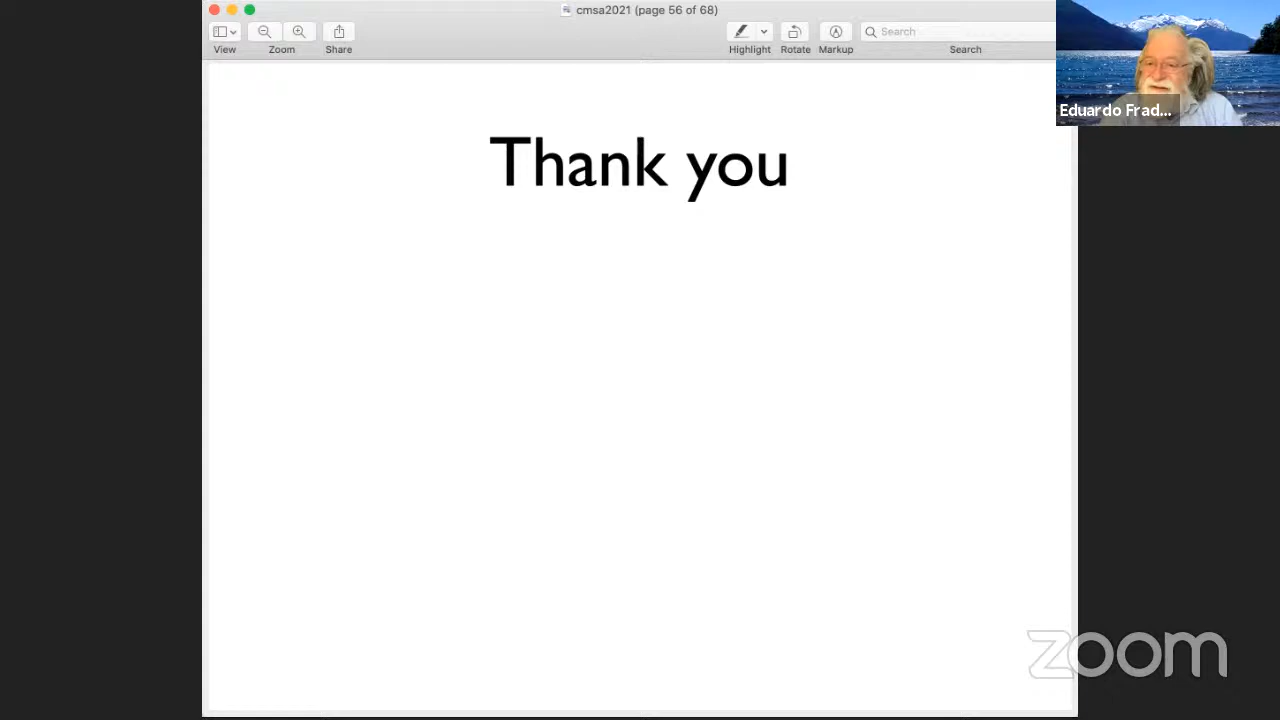 cmsa2021 (page 56 of 68)
View Zoom Share Highlight Rotate Markup Search
Search
Eduardo Frad...
Thank you
zoom